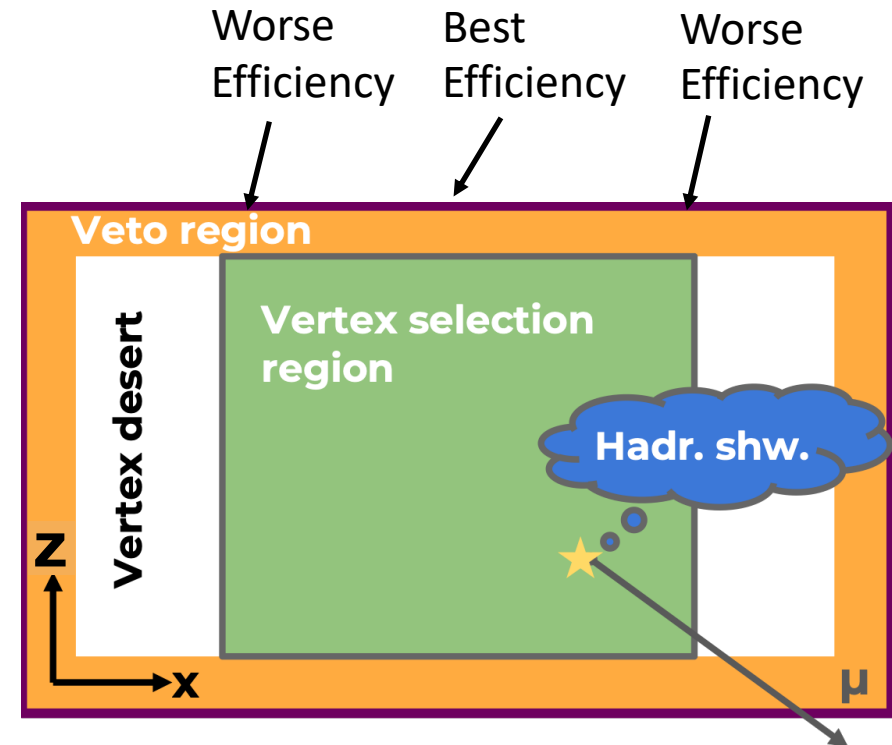 Worse
Efficiency
Best
Efficiency
Worse
Efficiency
Veto region
Vertex selection
region
Vertex desert
Hadr. shw.
Z
x
μ